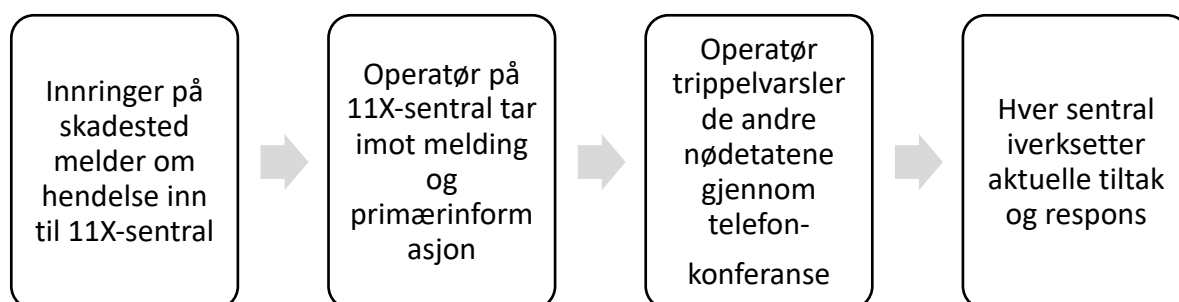 Innringer på
skadested
melder om
hendelse inn
til 11X-sentral
Operatør på
11X-sentral tar
imot melding
og
primærinform
asjon
Operatør
trippelvarsler
de andre
nødetatene
gjennom
telefon-
konferanse
Hver sentral
iverksetter
aktuelle tiltak
og respons